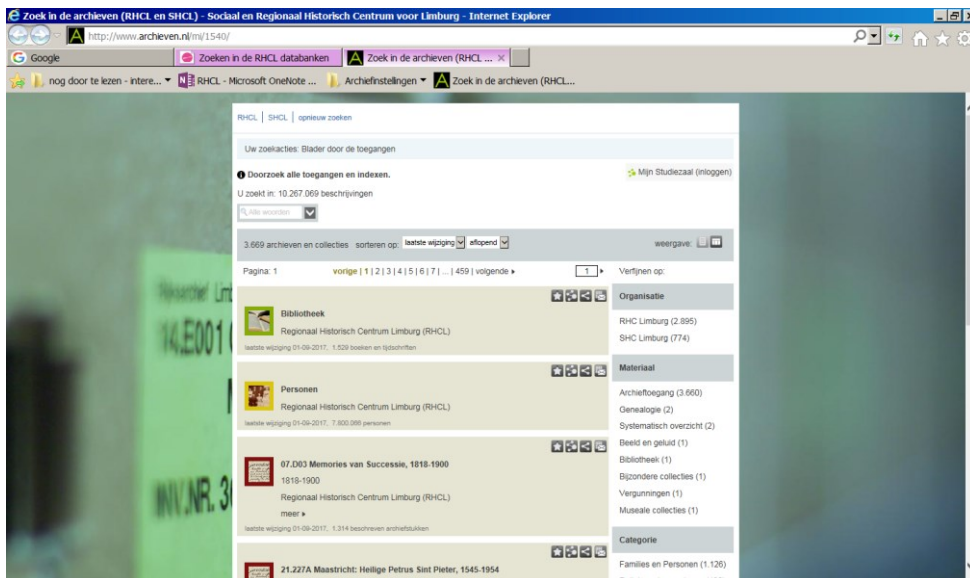 Zoek in de archieven (RHCL en SHCL) - Sociaal en Regionaal Historisch Centrum voor Limburg - Internet Explorer
http://www.archieven.nl/mi/1540/
Google
Zoeken in de RHCL databanken
Zoek in de archieven (RHCL ...
nog door te lezen - intere...
RHCL - Microsoft OneNote ...
Archiefinstellingen
Zoek in de archieven (RHCL...
RHCL | SHCL | opnieuw zoeken
Uw zoekacties: Blader door de toegangen
Doorzoek alle toegangen en indexen.
Mijn Studiezaal (inloggen)
U zoekt in: 10.267.069 beschrijvingen
Alle woorden
3.669 archieven en collecties sorteren op: laatste wijziging aflopend
weergave:
Pagina: 1 vorige | 1 | 2 | 3 | 4 | 5 | 6 | 7 | ... | 459 | volgende
1
Bibliotheek
Regionaal Historisch Centrum Limburg (RHCL)
laatste wijziging 01-09-2017, 1.529 boeken en tijdschriften
Personen
Regionaal Historisch Centrum Limburg (RHCL)
laatste wijziging 01-09-2017, 7.800.066 personen
07.D03 Memories van Successie, 1818-1900
1818-1900
Regionaal Historisch Centrum Limburg (RHCL)
meer
laatste wijziging 01-09-2017, 1.314 beschreven archiefstukken
21.227A Maastricht: Heilige Petrus Sint Pieter, 1545-1954
Verfijnen op:
Organisatie
RHC Limburg (2.895)
SHC Limburg (774)
Materiaal
Archieftoegang (3.660)
Genealogie (2)
Systematisch overzicht (2)
Beeld en geluid (1)
Bibliotheek (1)
Bijzondere collecties (1)
Vergunningen (1)
Museale collecties (1)
Categorie
Families en Personen (1.126)
14.E001
INV.NR. 3